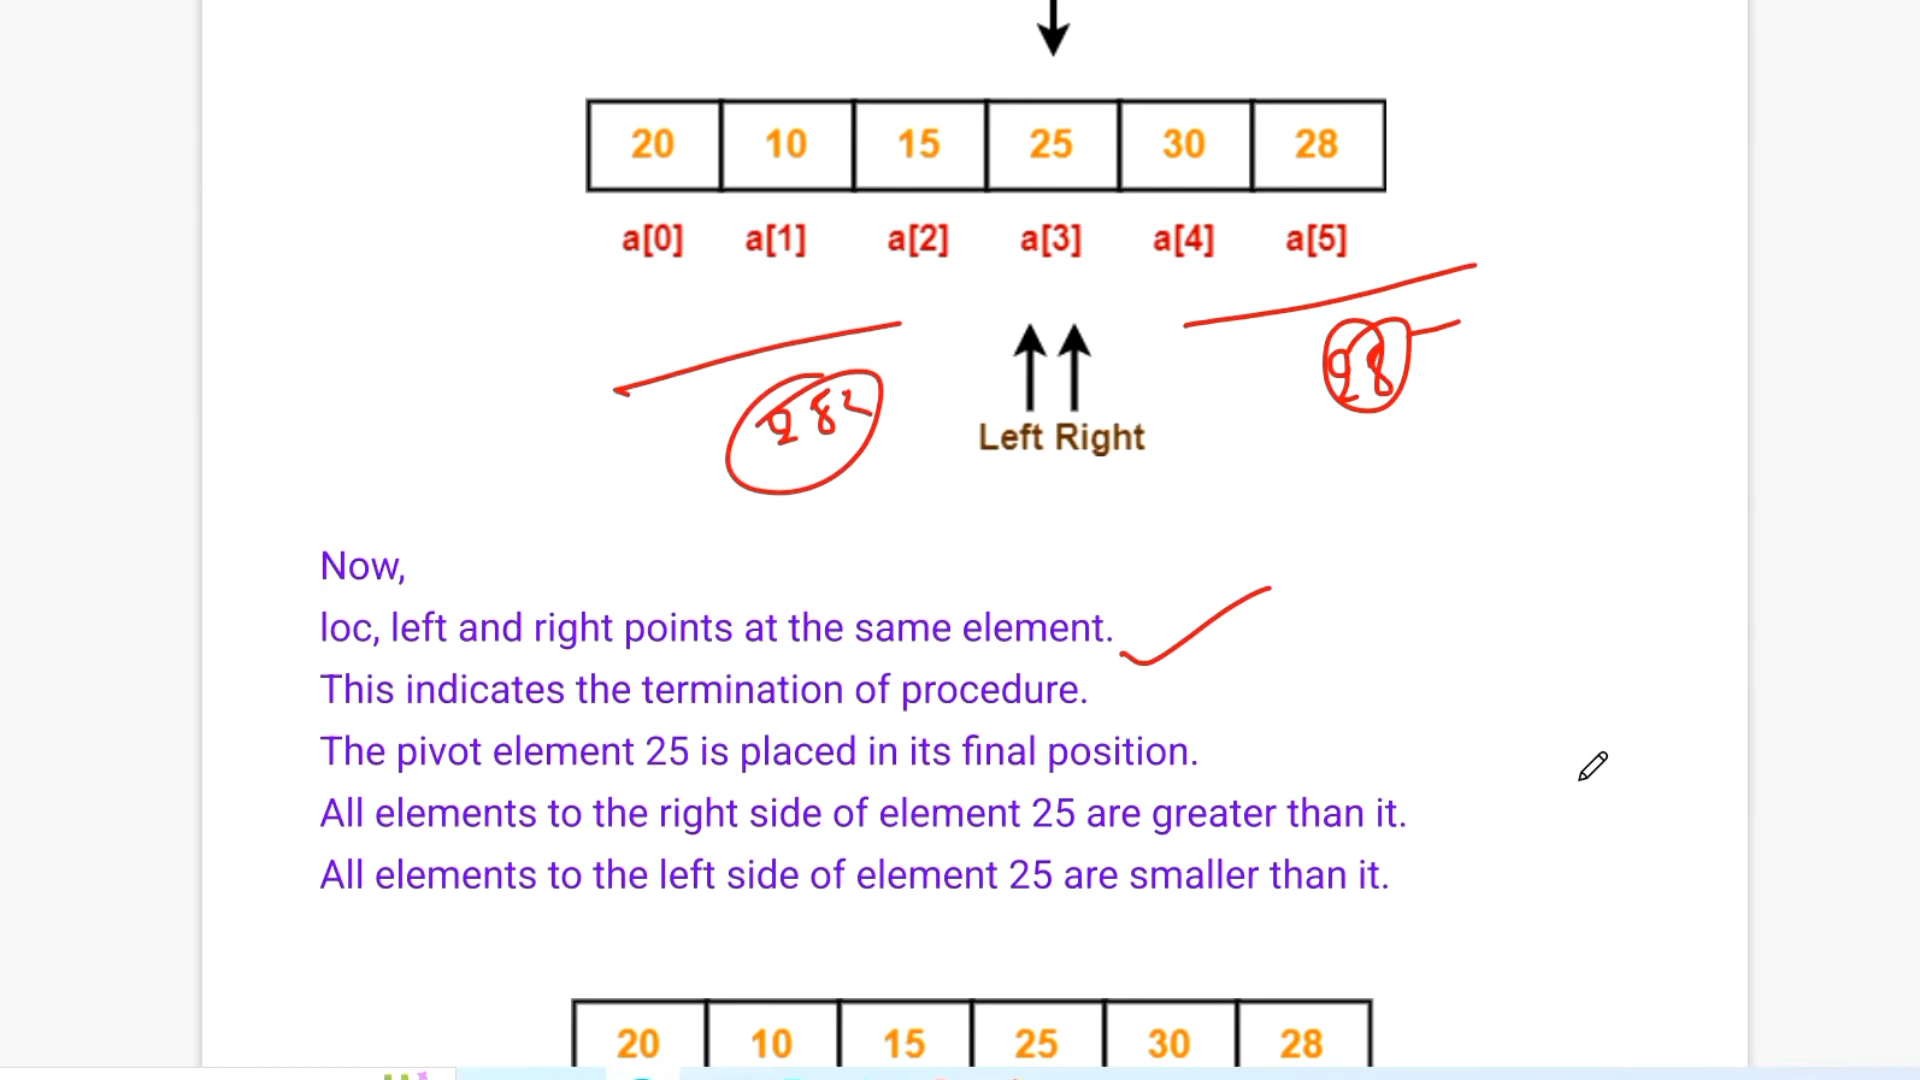 20 10 15 25 30 28
a[0] a[1] a[2] a[3] a[4] a[5]
Left Right
Now,
loc, left and right points at the same element.
This indicates the termination of procedure.
The pivot element 25 is placed in its final position.
All elements to the right side of element 25 are greater than it.
All elements to the left side of element 25 are smaller than it.
20 10 15 25 30 28